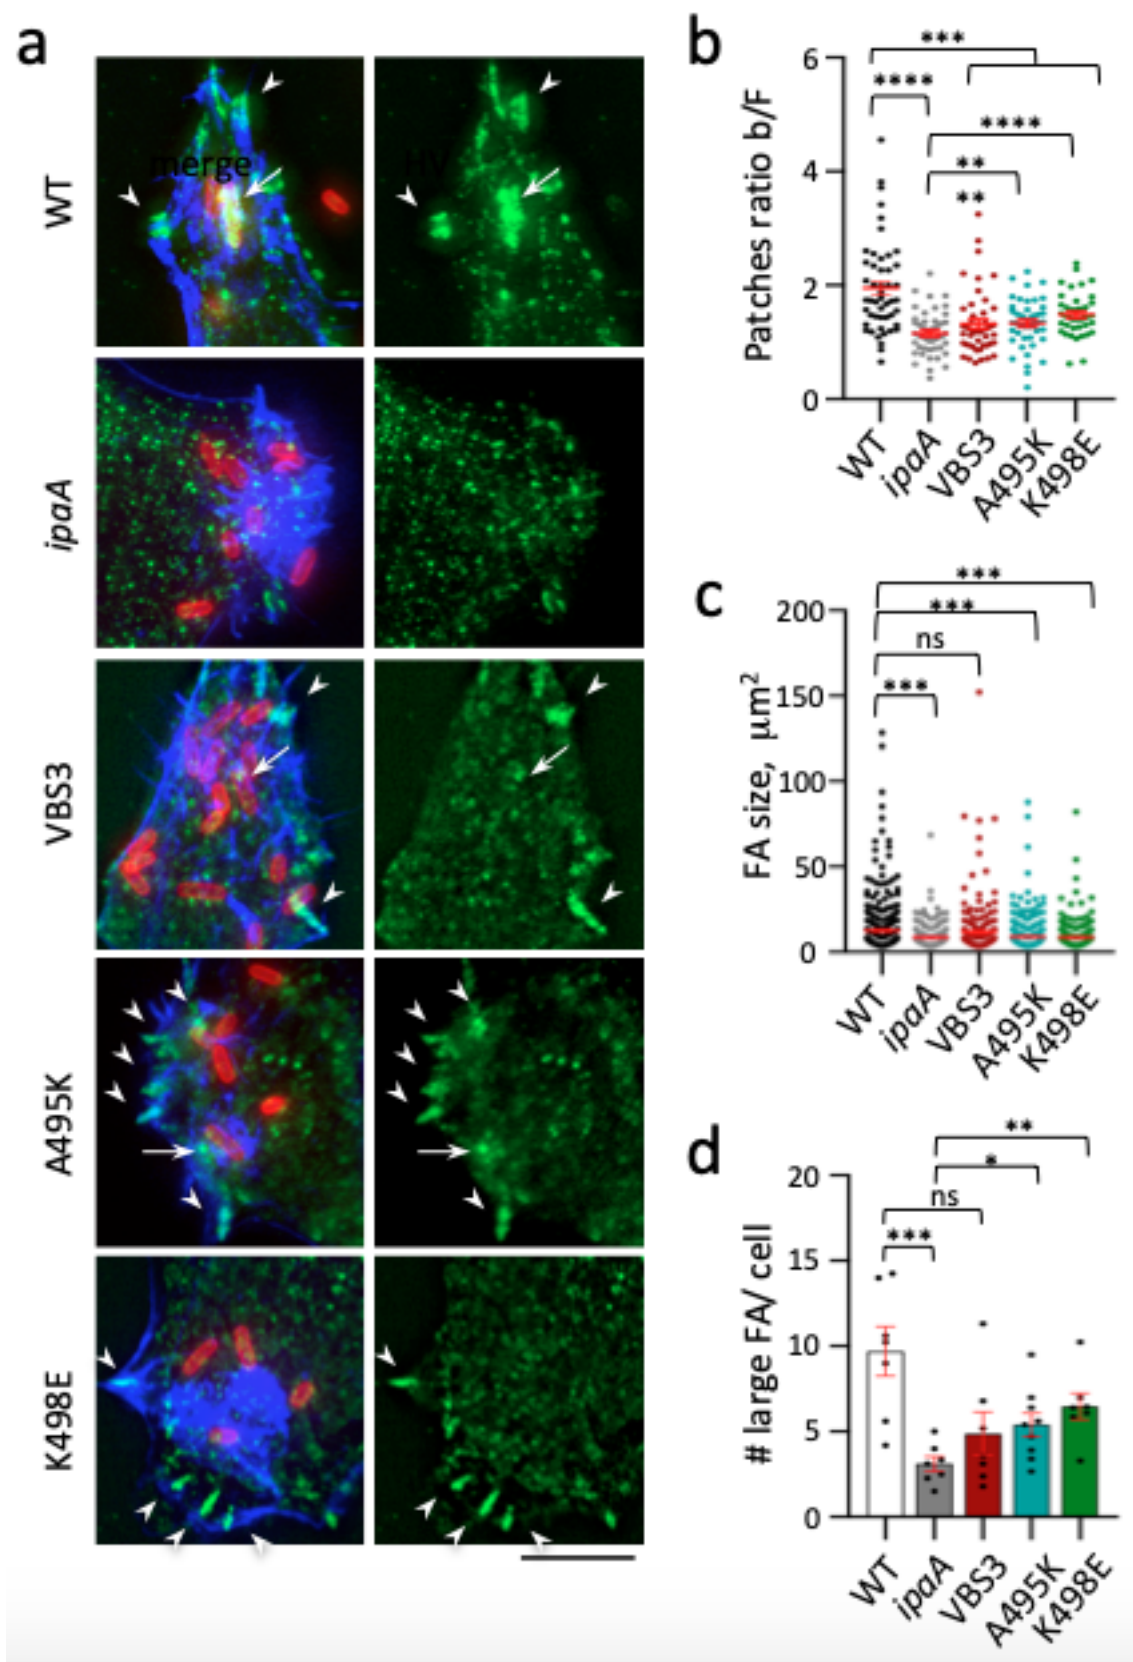 a
merge
HV
WT
ipaA
VBS3
A495K
K498E
b
Patches ratio b/F
6
4
2
0
***
****
****
**
**
WT
ipaA
VBS3
A495K
K498E
c
FA size, μm²
200
150
100
50
0
***
***
ns
***
WT
ipaA
VBS3
A495K
K498E
d
# large FA/ cell
20
15
10
5
0
**
*
ns
***
WT
ipaA
VBS3
A495K
K498E